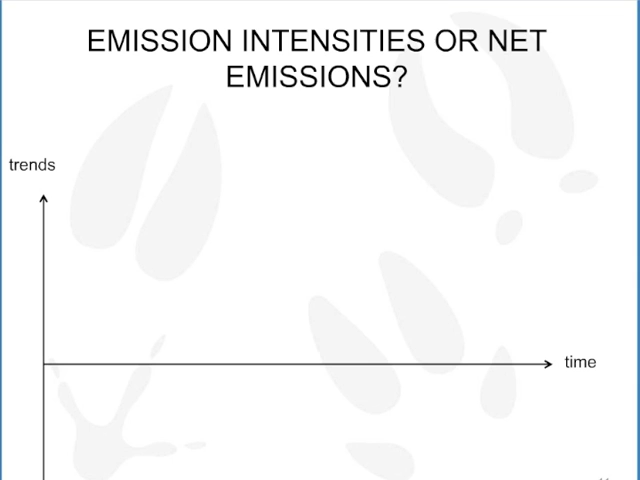 EMISSION INTENSITIES OR NET
EMISSIONS?
trends
time